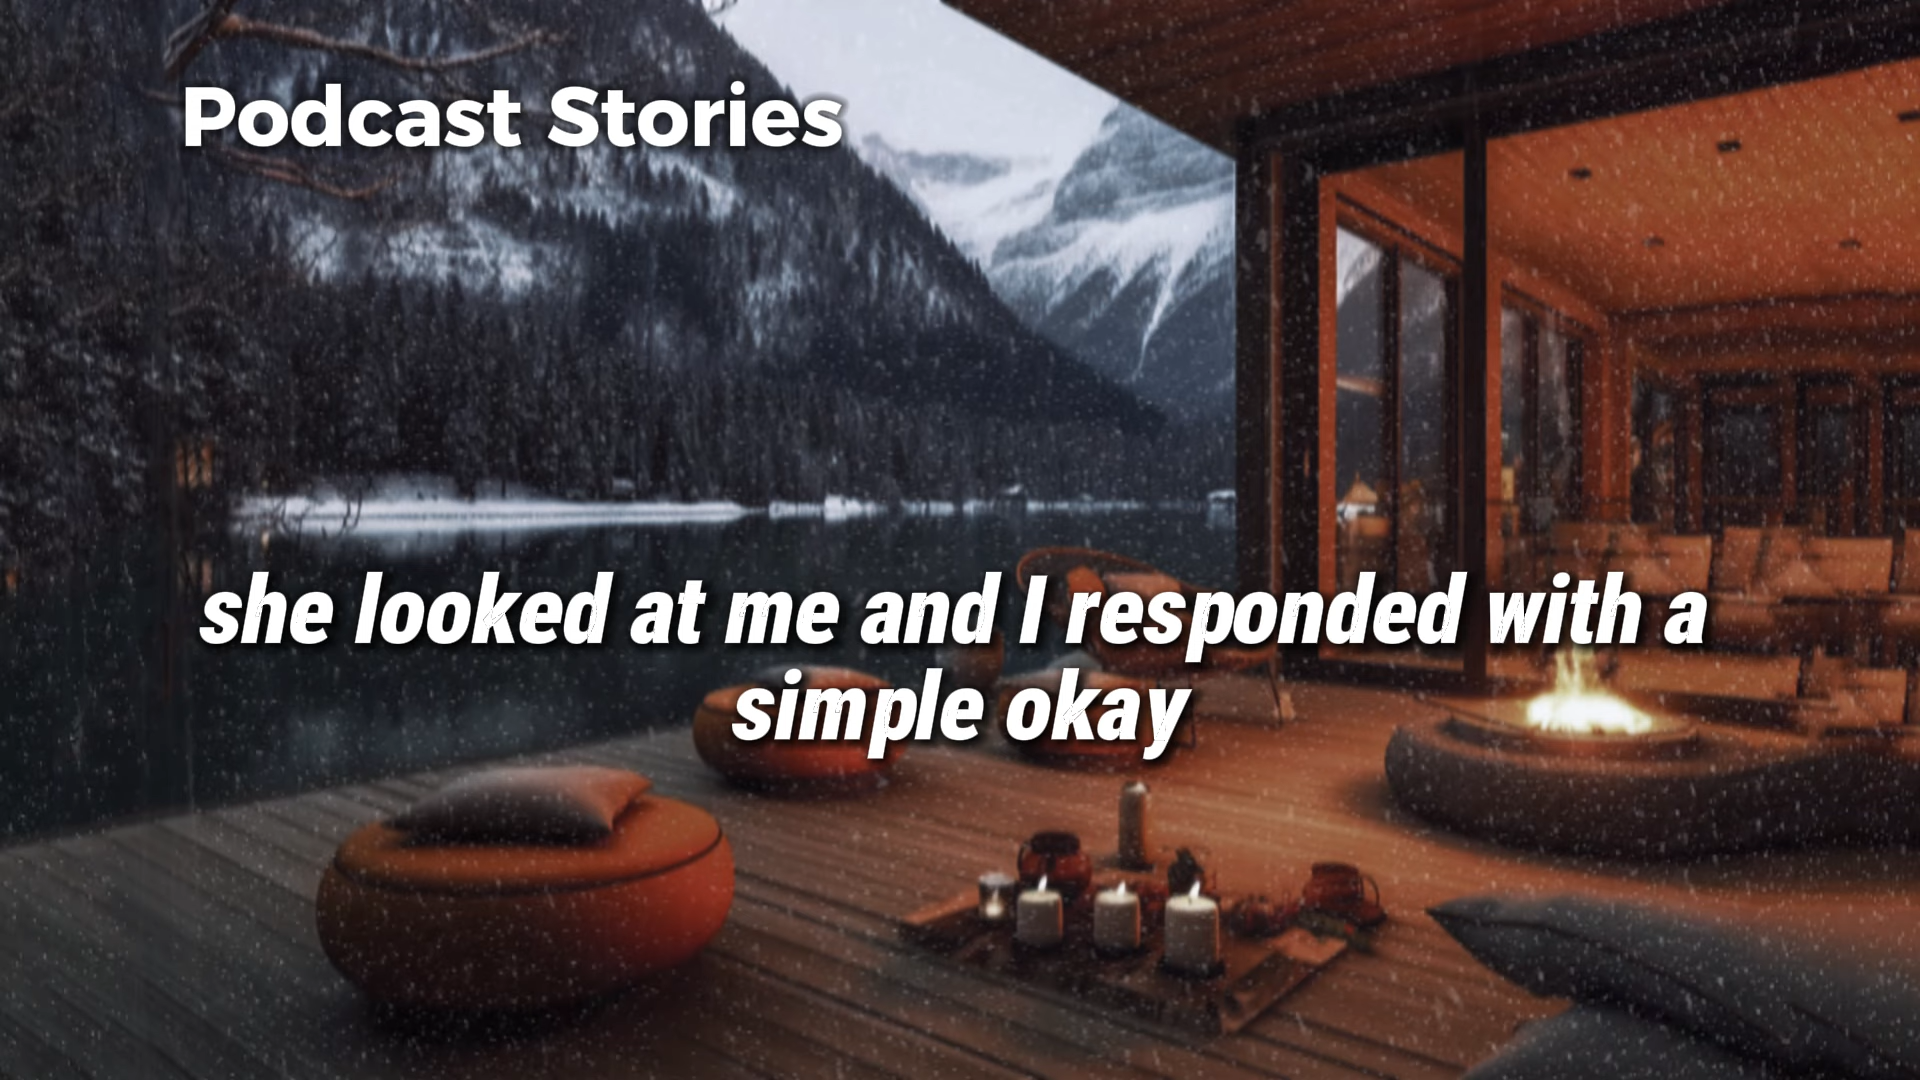 Podcast Stories
she looked at me and I responded with a
simple okay